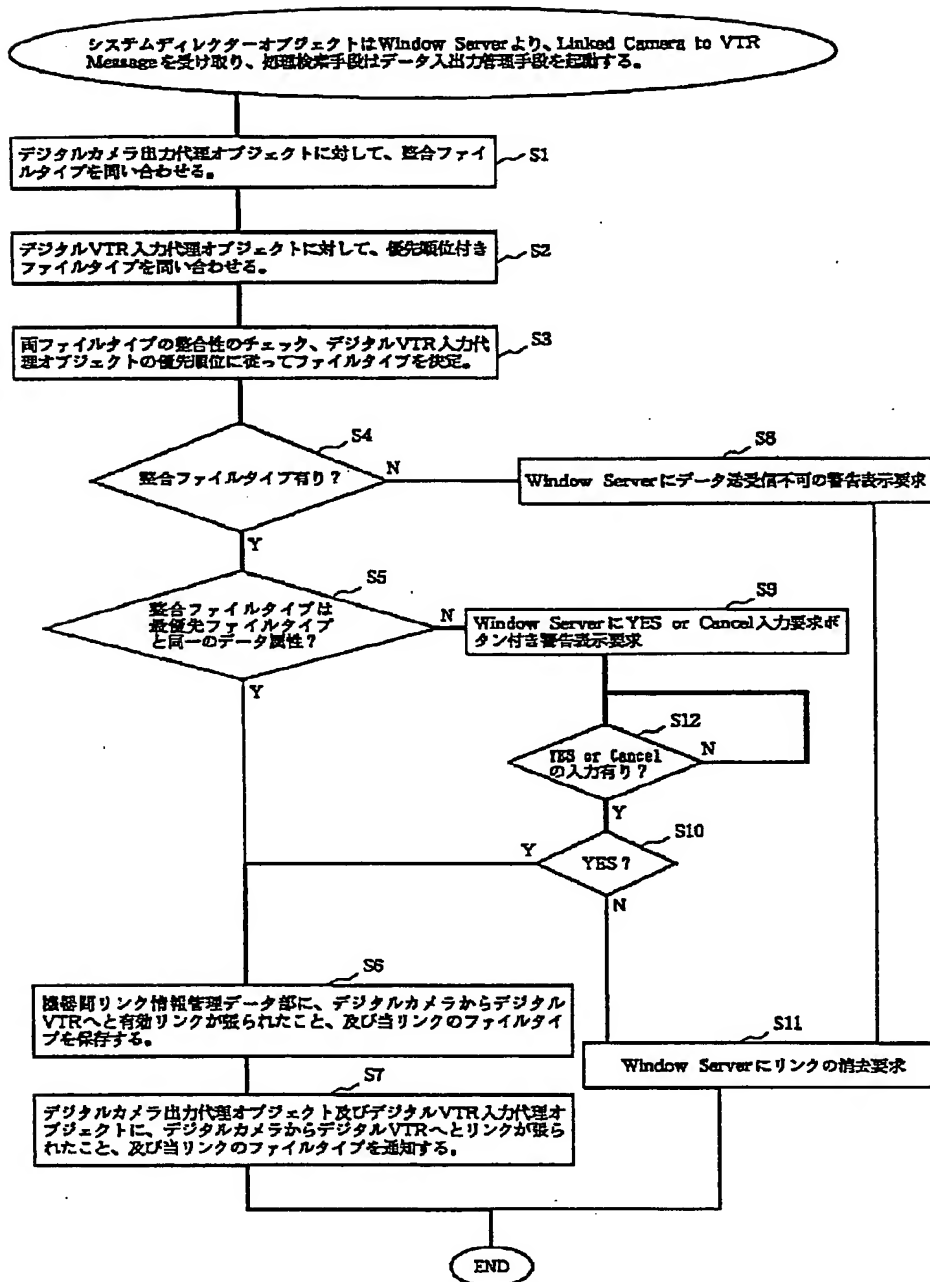 システムディレクターオブジェクトはWindow Serverより、Linked Camera to VTR
Messageを受け取り、処理検索手段はデータ入出力管理手段を起動する。
デジタルカメラ出力代理オブジェクトに対して、整合ファイ
ルタイプを問い合わせる。
S1
デジタルVTR入力代理オブジェクトに対して、優先順位付き
ファイルタイプを問い合わせる。
S2
両ファイルタイプの整合性のチェック、デジタルVTR入力代
理オブジェクトの優先順位に従ってファイルタイプを決定。
S3
S4
整合ファイルタイプ有り?
N
Y
S8
Window Serverにデータ送受信不可の警告表示要求
S5
整合ファイルタイプは
最優先ファイルタイプ
と同一のデータ属性?
N
Y
S9
Window ServerにYES or Cancel入力要求ボ
タン付き警告表示要求
S12
YES or Cancel
の入力有り?
N
Y
S10
YES?
Y
N
S6
機器間リンク情報管理データ部に、デジタルカメラからデジタル
VTRへと有効リンクが張られたこと、及び当リンクのファイルタイ
プを保存する。
S11
Window Serverにリンクの消去要求
S7
デジタルカメラ出力代理オブジェクト及びデジタルVTR入力代理オ
ブジェクトに、デジタルカメラからデジタルVTRへとリンクが張ら
れたこと、及び当リンクのファイルタイプを通知する。
END